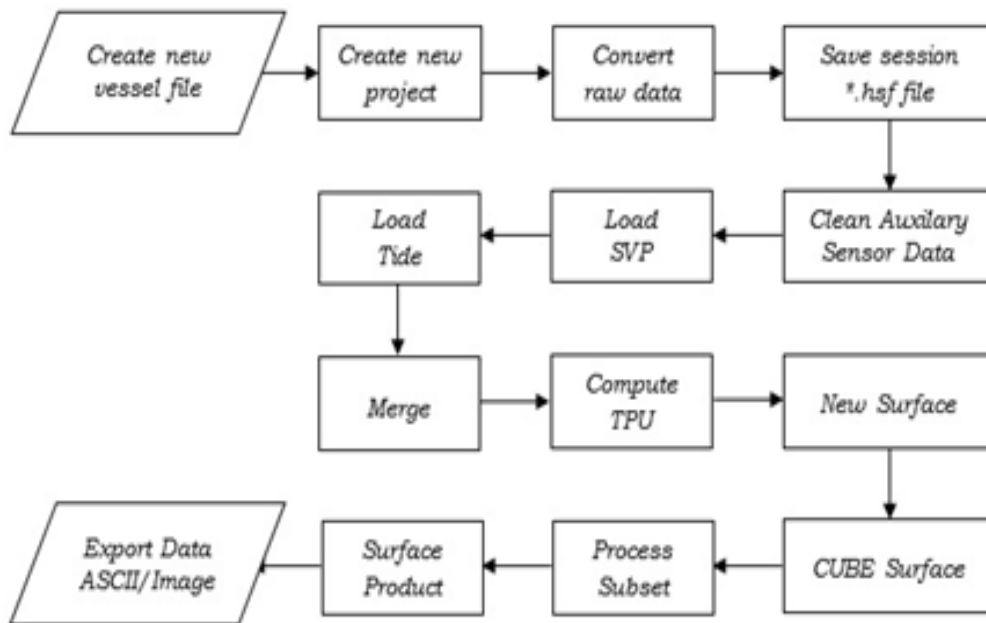 Create new
vessel file
Create new
project
Convert
raw data
Save session
*.hsf file
Clean Auxilary
Sensor Data
Load
SVP
Load
Tide
Merge
Compute
TPU
New Surface
CUBE Surface
Process
Subset
Surface
Product
Export Data
ASCII/Image